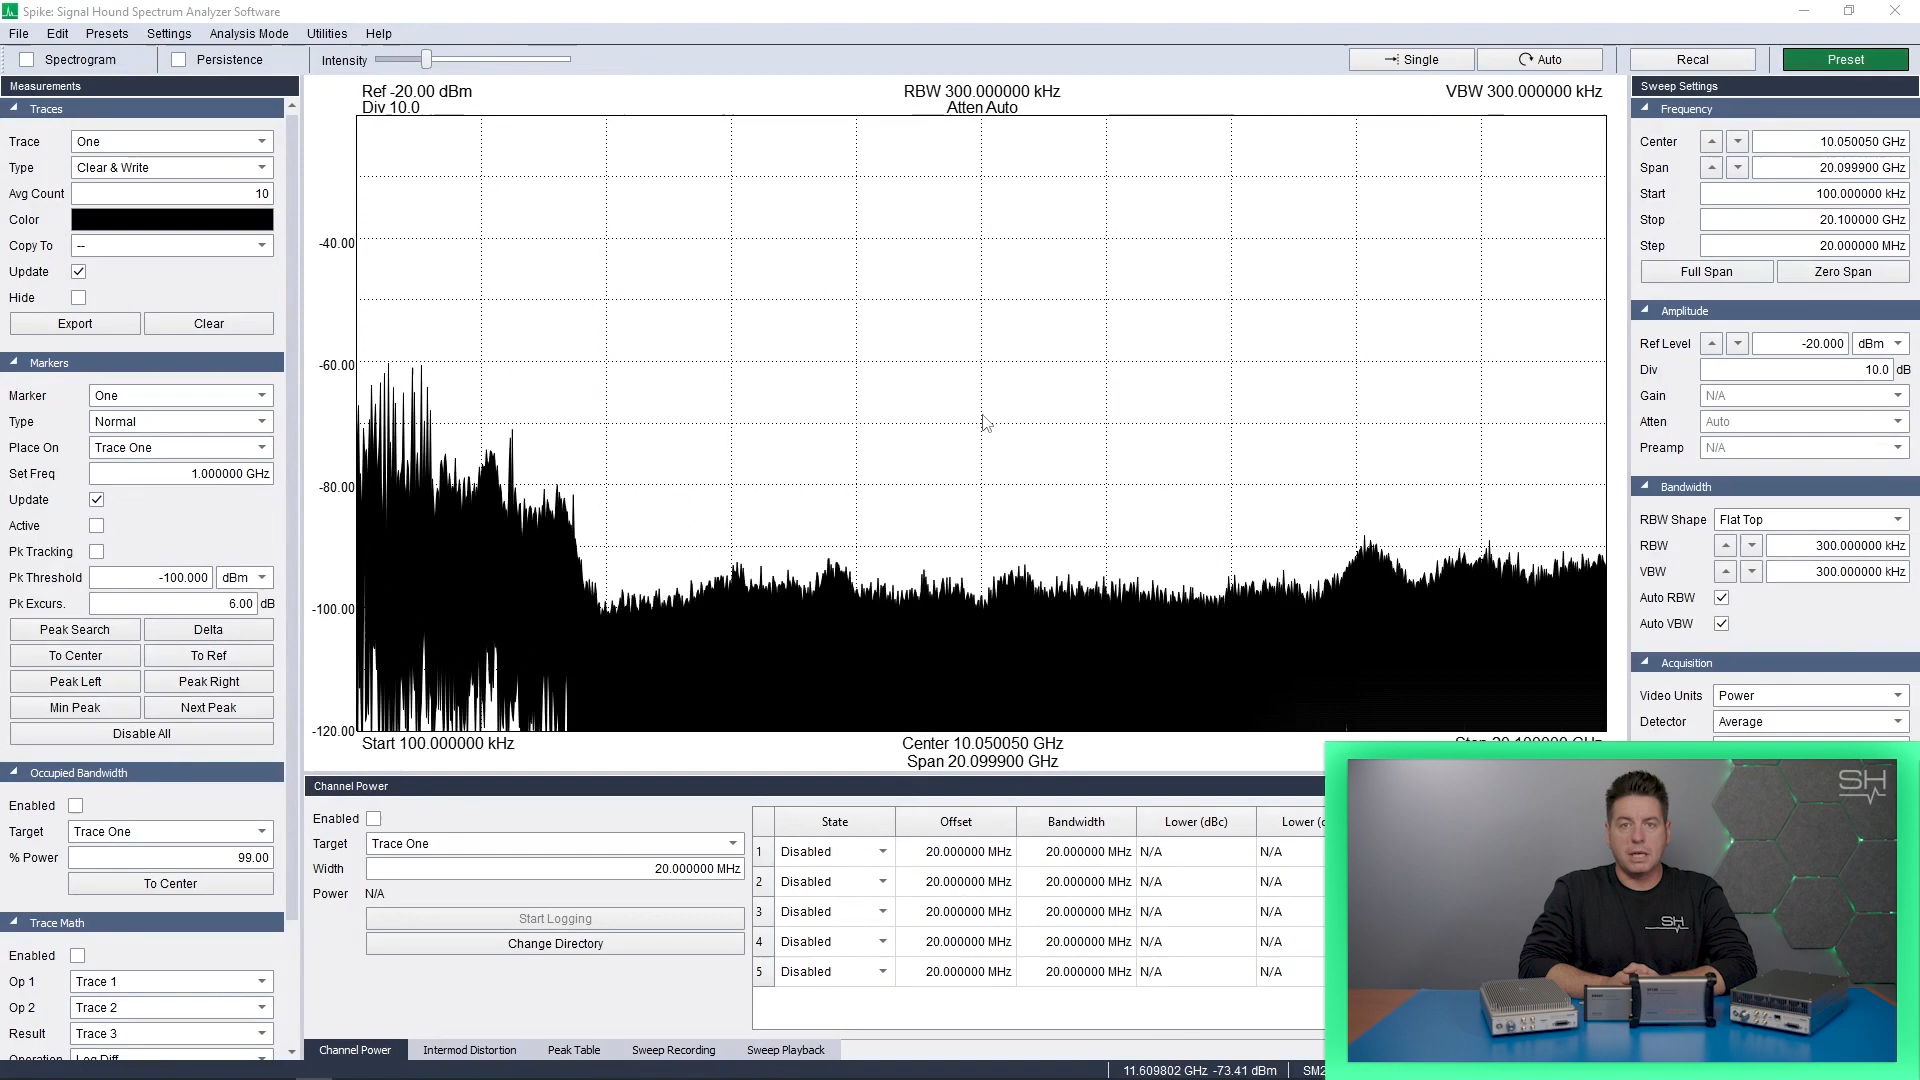 Spike: Signal Hound Spectrum Analyzer Software
File Edit Presets Settings Analysis Mode Utilities Help
Spectrogram Persistence Intensity Single Auto Recal Preset
Measurements
Traces
Trace One
Type Clear & Write
Avg Count 10
Color
Copy To --
Update
Hide
Export Clear
Markers
Marker One
Type Normal
Place On Trace One
Set Freq 1.000000 GHz
Update
Active
Pk Tracking
Pk Threshold -100.000 dBm
Pk Excurs. 6.00 dB
Peak Search Delta
To Center To Ref
Peak Left Peak Right
Min Peak Next Peak
Disable All
Occupied Bandwidth
Enabled
Target Trace One
% Power 99.00
To Center
Trace Math
Enabled
Op 1 Trace 1
Op 2 Trace 2
Result Trace 3
Operation Log Diff
Ref -20.00 dBm RBW 300.000000 kHz VBW 300.000000 kHz
Div 10.0 Atten Auto
-40.00
-60.00
-80.00
-100.00
-120.00
Start 100.000000 kHz Center 10.050050 GHz Stop 20.100000 GHz
Span 20.099900 GHz
Channel Power
Enabled
Target Trace One
Width 20.000000 MHz
Power N/A
Start Logging
Change Directory
State Offset Bandwidth Lower (dBc) Lower (
1 Disabled 20.000000 MHz 20.000000 MHz N/A N/A
2 Disabled 20.000000 MHz 20.000000 MHz N/A N/A
3 Disabled 20.000000 MHz 20.000000 MHz N/A N/A
4 Disabled 20.000000 MHz 20.000000 MHz N/A N/A
5 Disabled 20.000000 MHz 20.000000 MHz N/A N/A
Channel Power Intermod Distortion Peak Table Sweep Recording Sweep Playback
11.609802 GHz -73.41 dBm SM2
Sweep Settings
Frequency
Center 10.050050 GHz
Span 20.099900 GHz
Start 100.000000 kHz
Stop 20.100000 GHz
Step 20.000000 MHz
Full Span Zero Span
Amplitude
Ref Level -20.000 dBm
Div 10.0 dB
Gain N/A
Atten Auto
Preamp N/A
Bandwidth
RBW Shape Flat Top
RBW 300.000000 kHz
VBW 300.000000 kHz
Auto RBW
Auto VBW
Acquisition
Video Units Power
Detector Average
SH
SH